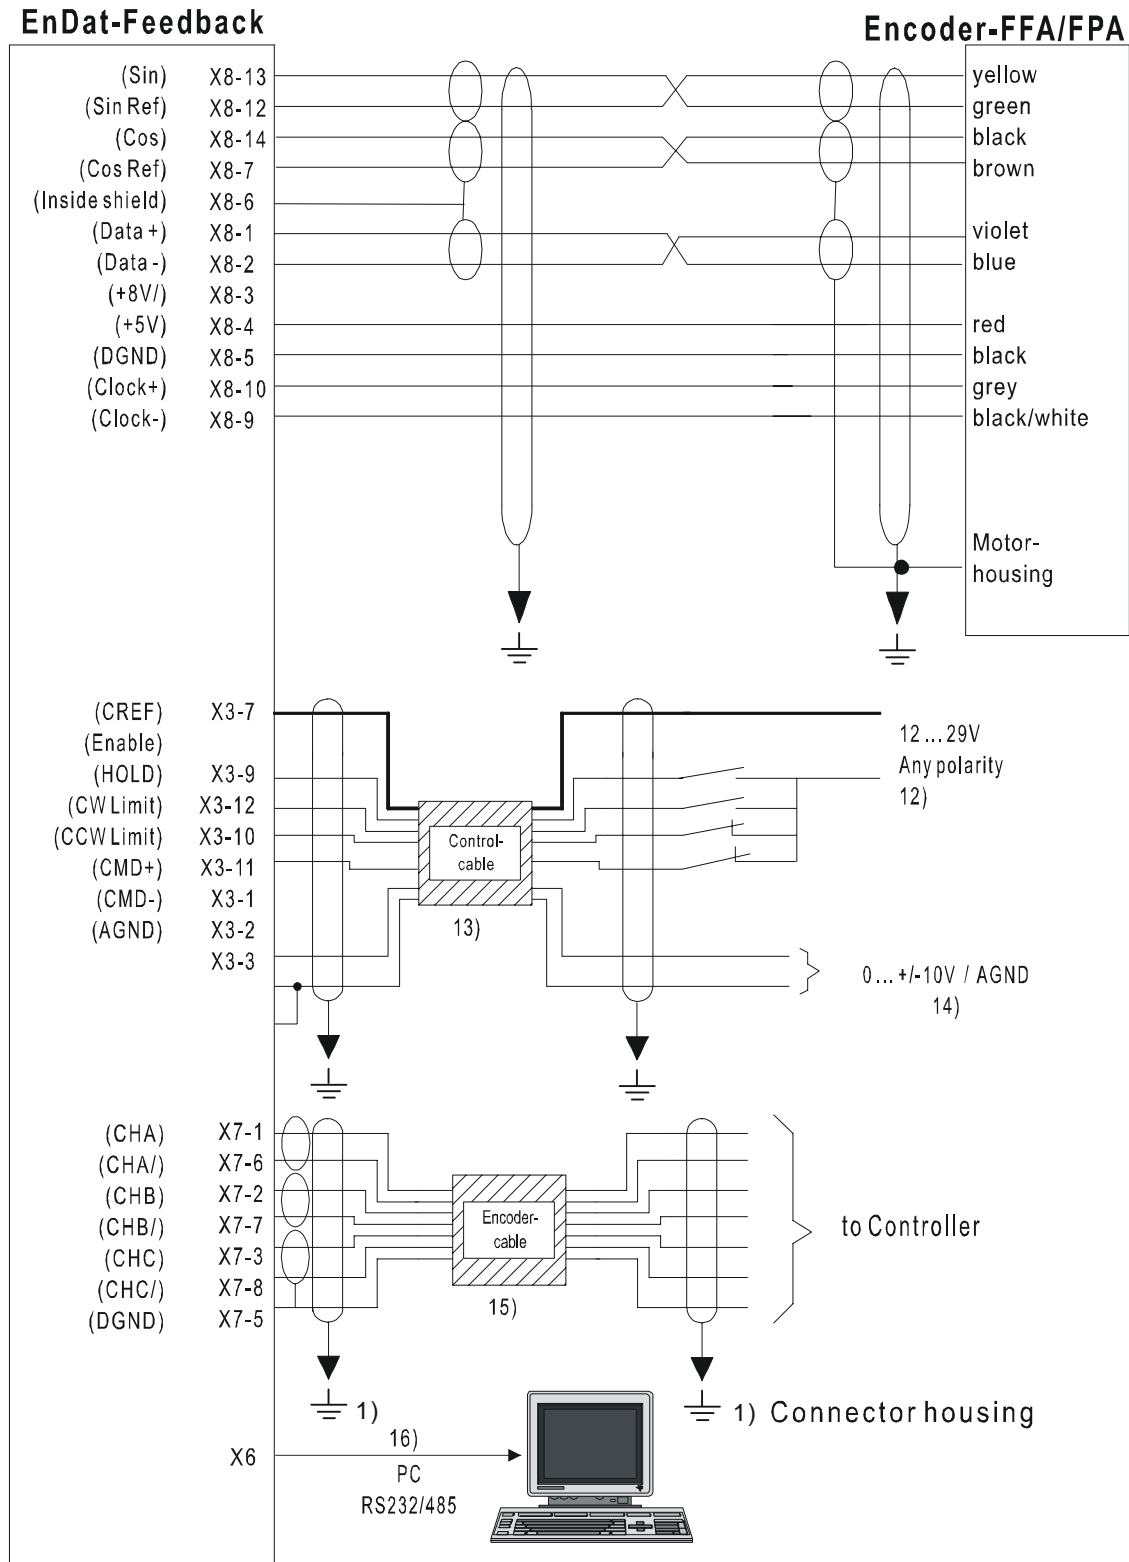 EnDat-Feedback
Encoder-FFA/FPA
(Sin) X8-13 yellow
(Sin Ref) X8-12 green
(Cos) X8-14 black
(Cos Ref) X8-7 brown
(Inside shield) X8-6
(Data +) X8-1 violet
(Data -) X8-2 blue
(+8V/) X8-3
(+5V) X8-4 red
(DGND) X8-5 black
(Clock+) X8-10 grey
(Clock-) X8-9 black/white
Motor-
housing
(CREF) X3-7
(Enable)
(HOLD) X3-9
(CW Limit) X3-12
(CCW Limit) X3-10
(CMD+) X3-11
(CMD-) X3-1
(AGND) X3-2
X3-3
12...29V
Any polarity
12)
Control-
cable
13)
0...+/-10V / AGND
14)
(CHA) X7-1
(CHA/) X7-6
(CHB) X7-2
(CHB/) X7-7
(CHC) X7-3
(CHC/) X7-8
(DGND) X7-5
Encoder-
cable
15)
to Controller
1)
1) Connector housing
X6
16)
PC
RS232/485